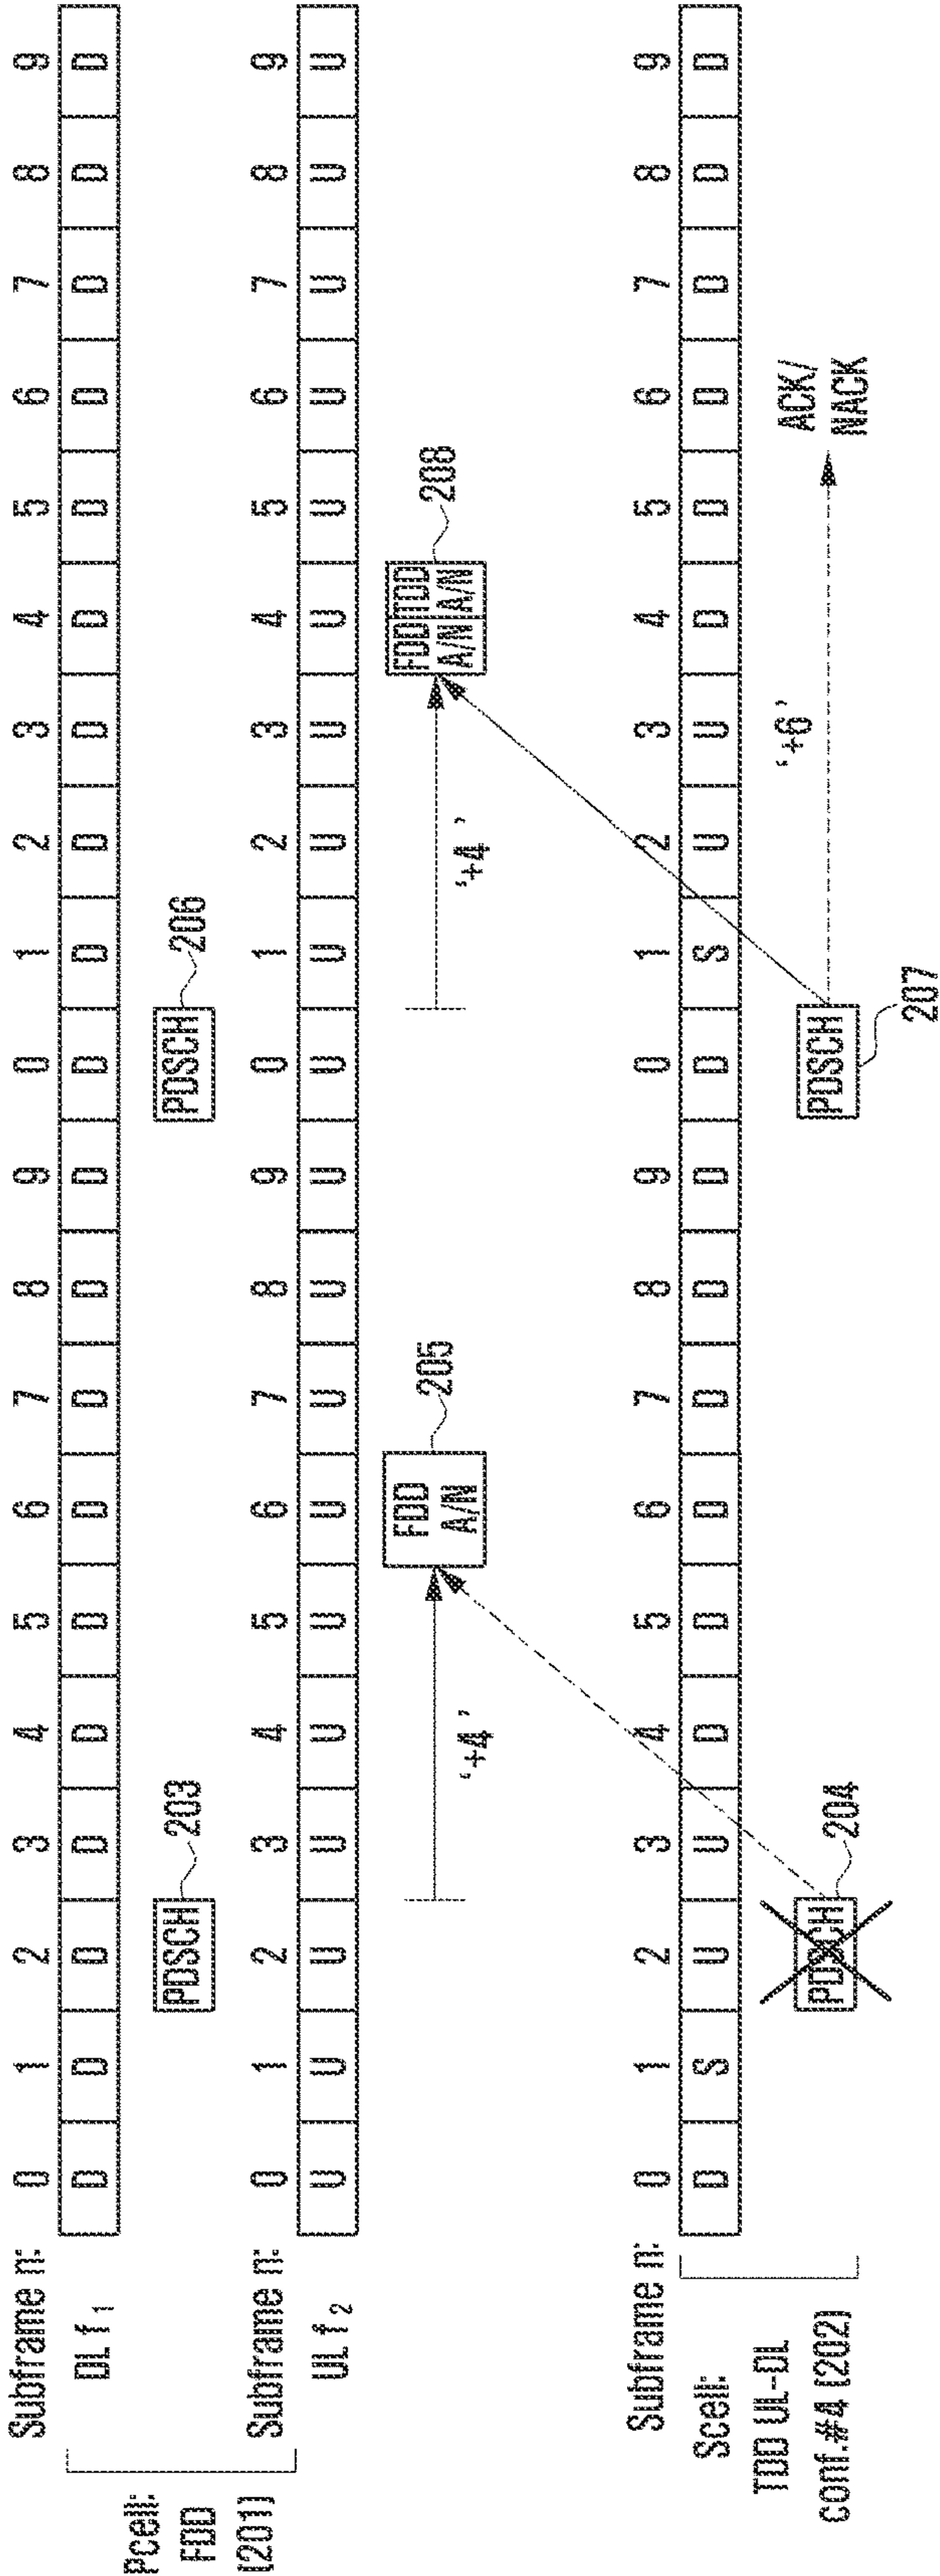 Subframe n: 0 1 2 3 4 5 6 7 8 9 0 1 2 3 4 5 6 7 8 9
DL f 1 D D D D D D D D D D D D D D D D D D D D
Pcell:
FDD
(201)
PDSCH 203
PDSCH 206
Subframe n: 0 1 2 3 4 5 6 7 8 9 0 1 2 3 4 5 6 7 8 9
UL f 2 U U U U U U U U U U U U U U U U U U U U
FDD
A/N
205
FDD TDD
A/N A/N
208
‘+4’
‘+4’
Subframe n: 0 1 2 3 4 5 6 7 8 9 0 1 2 3 4 5 6 7 8 9
Scell:
TDD UL-DL
conf.#4 (202)
D S U U D D D D D D D S U U D D D D D D
PDSCH
204
PDSCH
207
‘+6’
ACK/
NACK